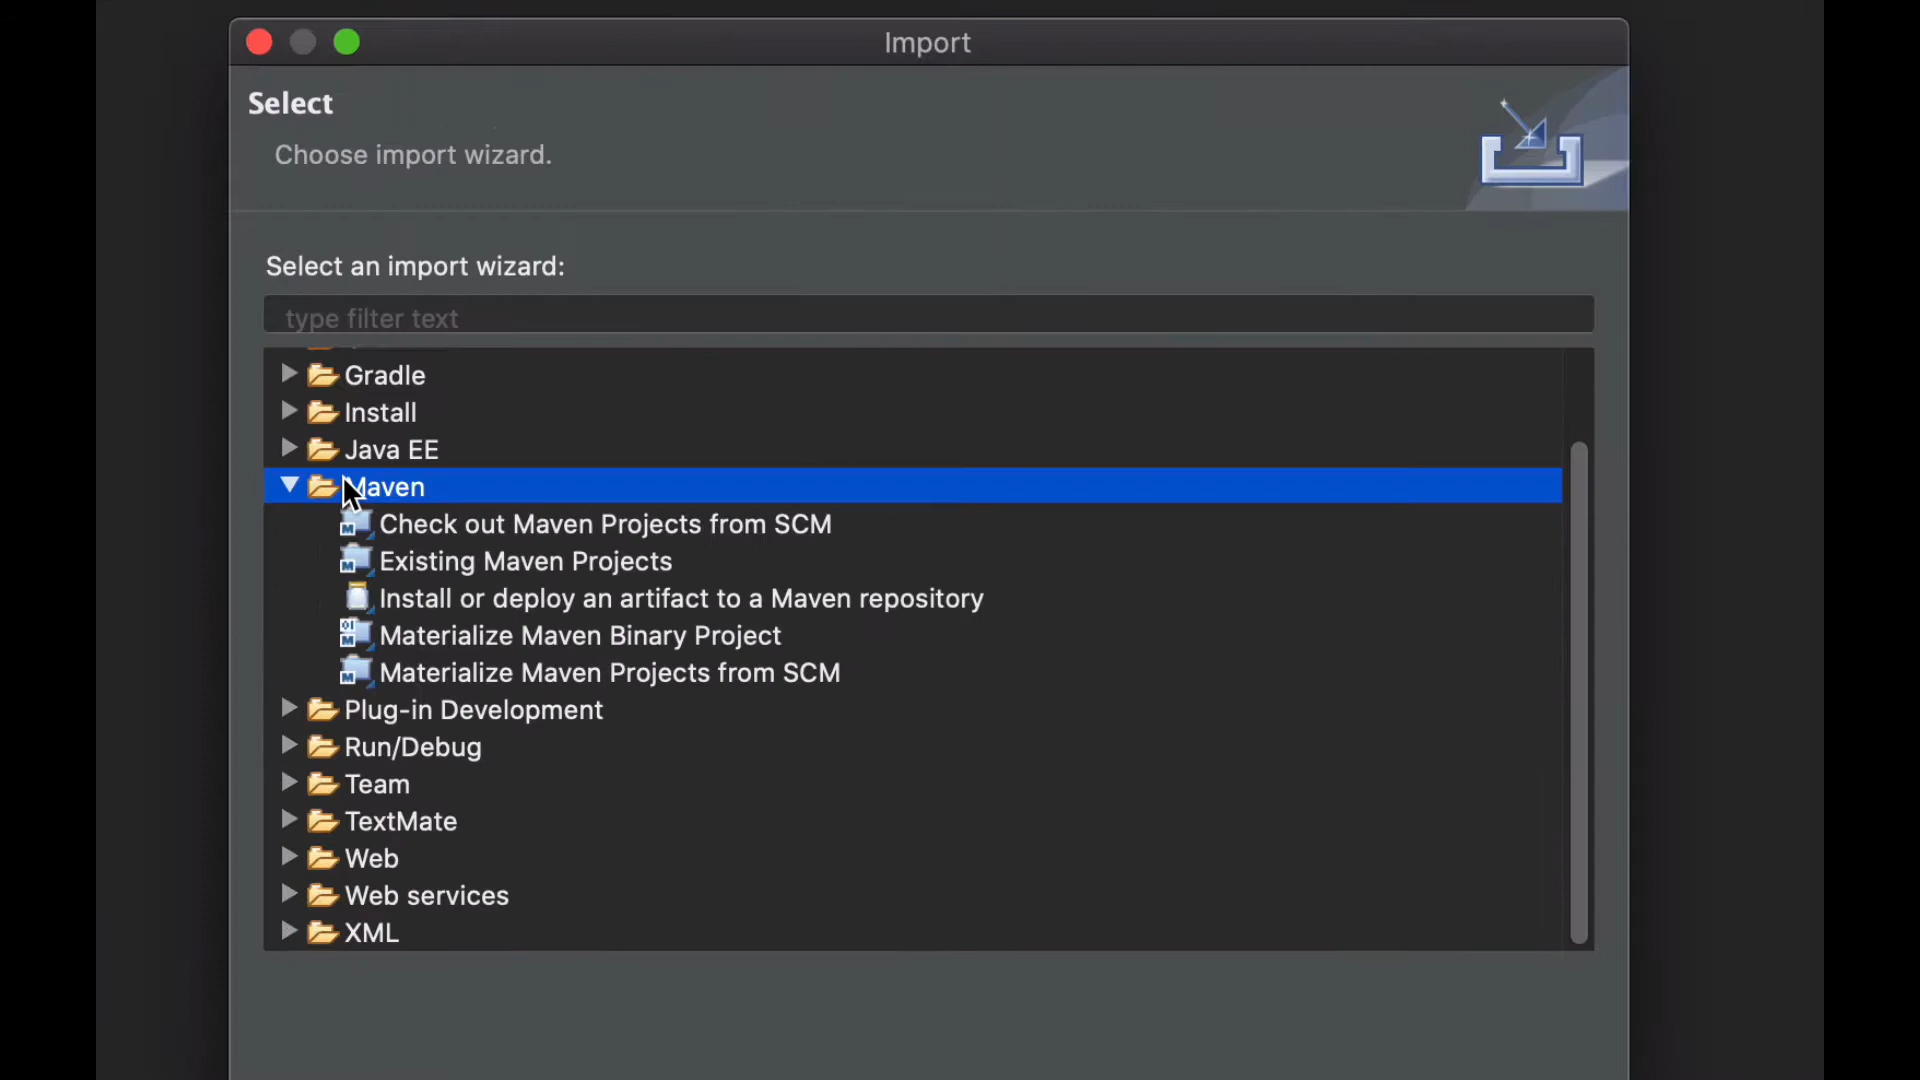 Import
Select
Choose import wizard.
Select an import wizard:
type filter text
Gradle
Install
Java EE
Maven
Check out Maven Projects from SCM
Existing Maven Projects
Install or deploy an artifact to a Maven repository
Materialize Maven Binary Project
Materialize Maven Projects from SCM
Plug-in Development
Run/Debug
Team
TextMate
Web
Web services
XML